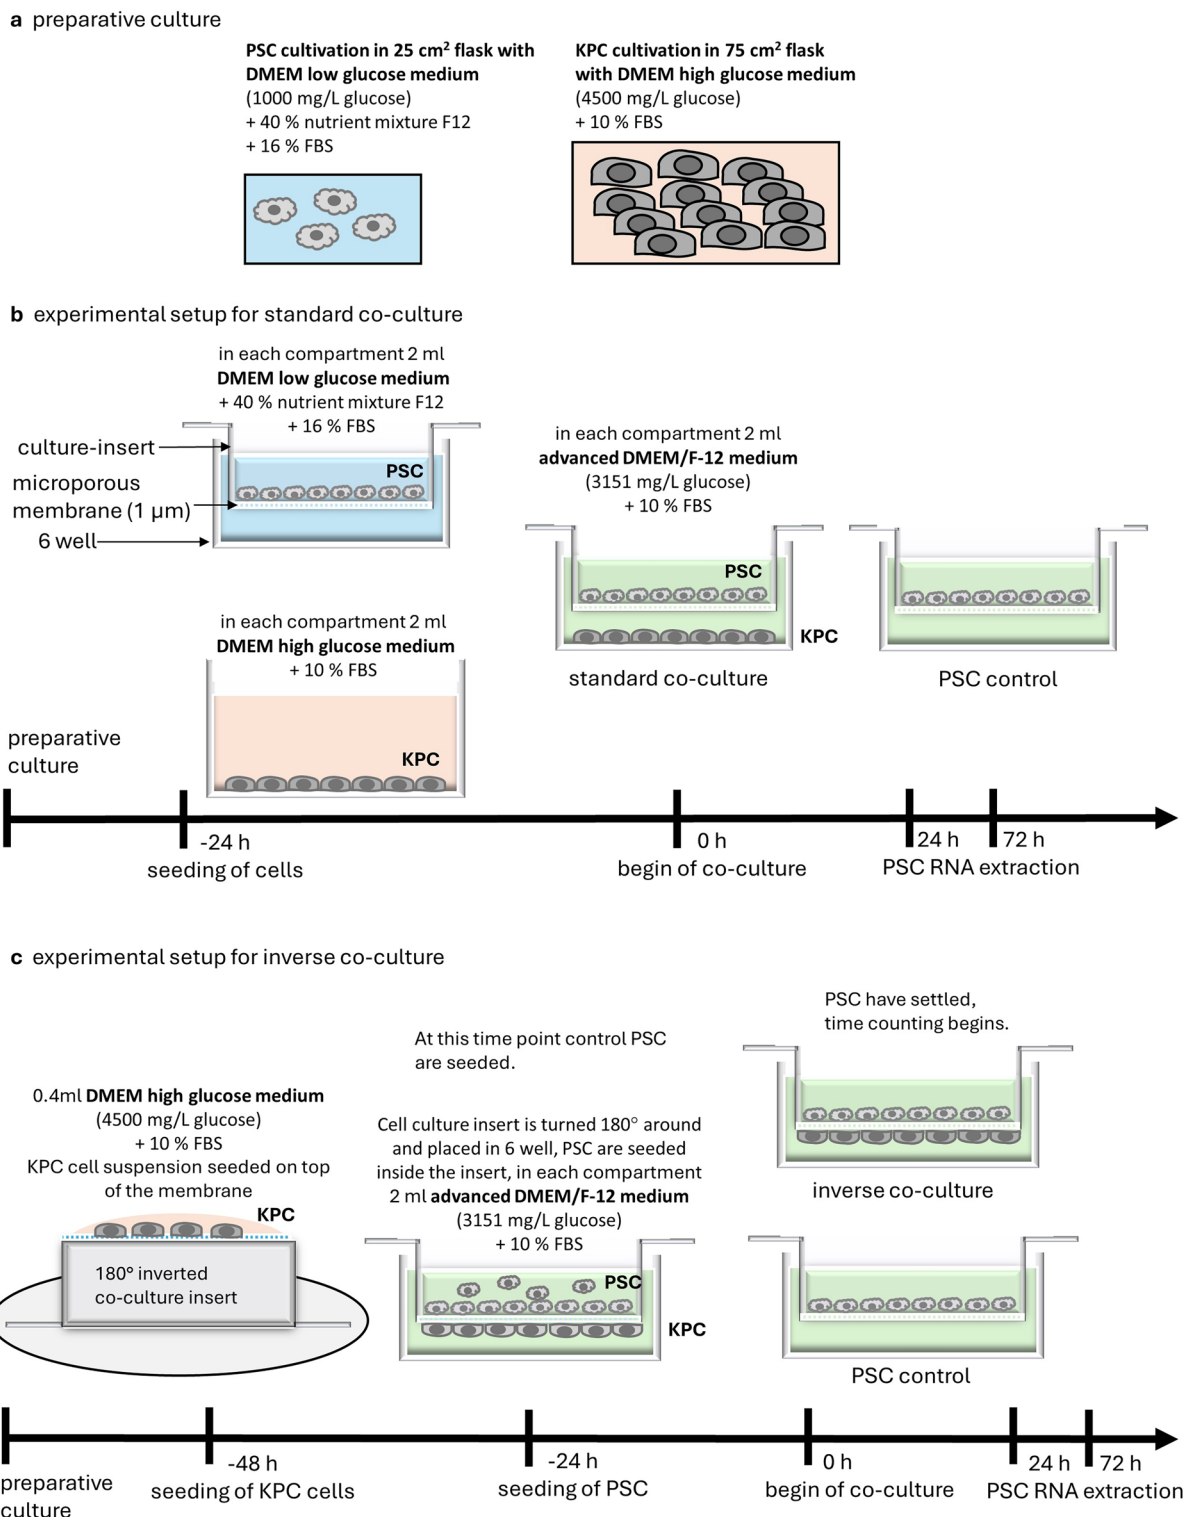 a preparative culture
PSC cultivation in 25 cm² flask with
DMEM low glucose medium
(1000 mg/L glucose)
+ 40 % nutrient mixture F12
+ 16 % FBS
KPC cultivation in 75 cm² flask
with DMEM high glucose medium
(4500 mg/L glucose)
+ 10 % FBS
b experimental setup for standard co-culture
in each compartment 2 ml
DMEM low glucose medium
+ 40 % nutrient mixture F12
+ 16 % FBS
culture-insert
PSC
microporous
membrane (1 µm)
6 well
in each compartment 2 ml
advanced DMEM/F-12 medium
(3151 mg/L glucose)
+ 10 % FBS
PSC
KPC
standard co-culture
PSC control
in each compartment 2 ml
DMEM high glucose medium
+ 10 % FBS
KPC
preparative
culture
-24 h
seeding of cells
0 h
begin of co-culture
24 h
72 h
PSC RNA extraction
c experimental setup for inverse co-culture
0.4ml DMEM high glucose medium
(4500 mg/L glucose)
+ 10 % FBS
KPC cell suspension seeded on top
of the membrane
KPC
180° inverted
co-culture insert
At this time point control PSC
are seeded.
Cell culture insert is turned 180° around
and placed in 6 well, PSC are seeded
inside the insert, in each compartment
2 ml advanced DMEM/F-12 medium
(3151 mg/L glucose)
+ 10 % FBS
PSC
KPC
PSC have settled,
time counting begins.
inverse co-culture
PSC control
preparative
culture
-48 h
seeding of KPC cells
-24 h
seeding of PSC
0 h
begin of co-culture
24 h
72 h
PSC RNA extraction